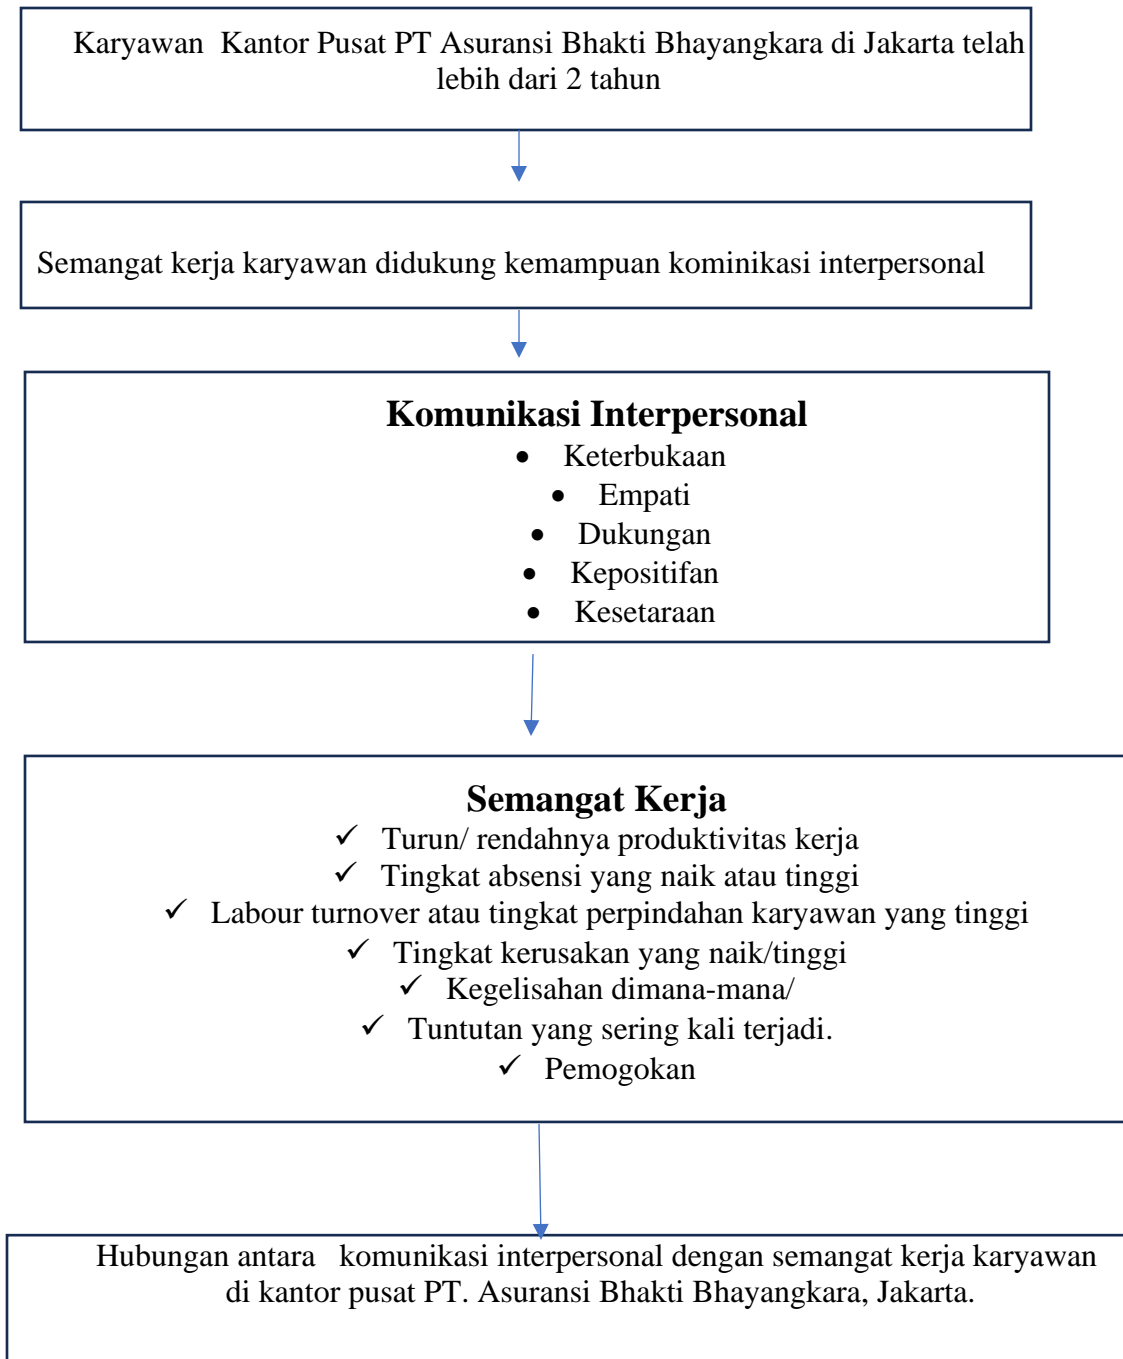 Karyawan  Kantor Pusat PT Asuransi Bhakti Bhayangkara di Jakarta telah
lebih dari 2 tahun
Semangat kerja karyawan didukung kemampuan kominikasi interpersonal
Komunikasi Interpersonal
• Keterbukaan
• Empati
• Dukungan
• Kepositifan
• Kesetaraan
Semangat Kerja
✓ Turun/ rendahnya produktivitas kerja
✓ Tingkat absensi yang naik atau tinggi
✓ Labour turnover atau tingkat perpindahan karyawan yang tinggi
✓ Tingkat kerusakan yang naik/tinggi
✓ Kegelisahan dimana-mana/
✓ Tuntutan yang sering kali terjadi.
✓ Pemogokan
Hubungan antara   komunikasi interpersonal dengan semangat kerja karyawan
di kantor pusat PT. Asuransi Bhakti Bhayangkara, Jakarta.